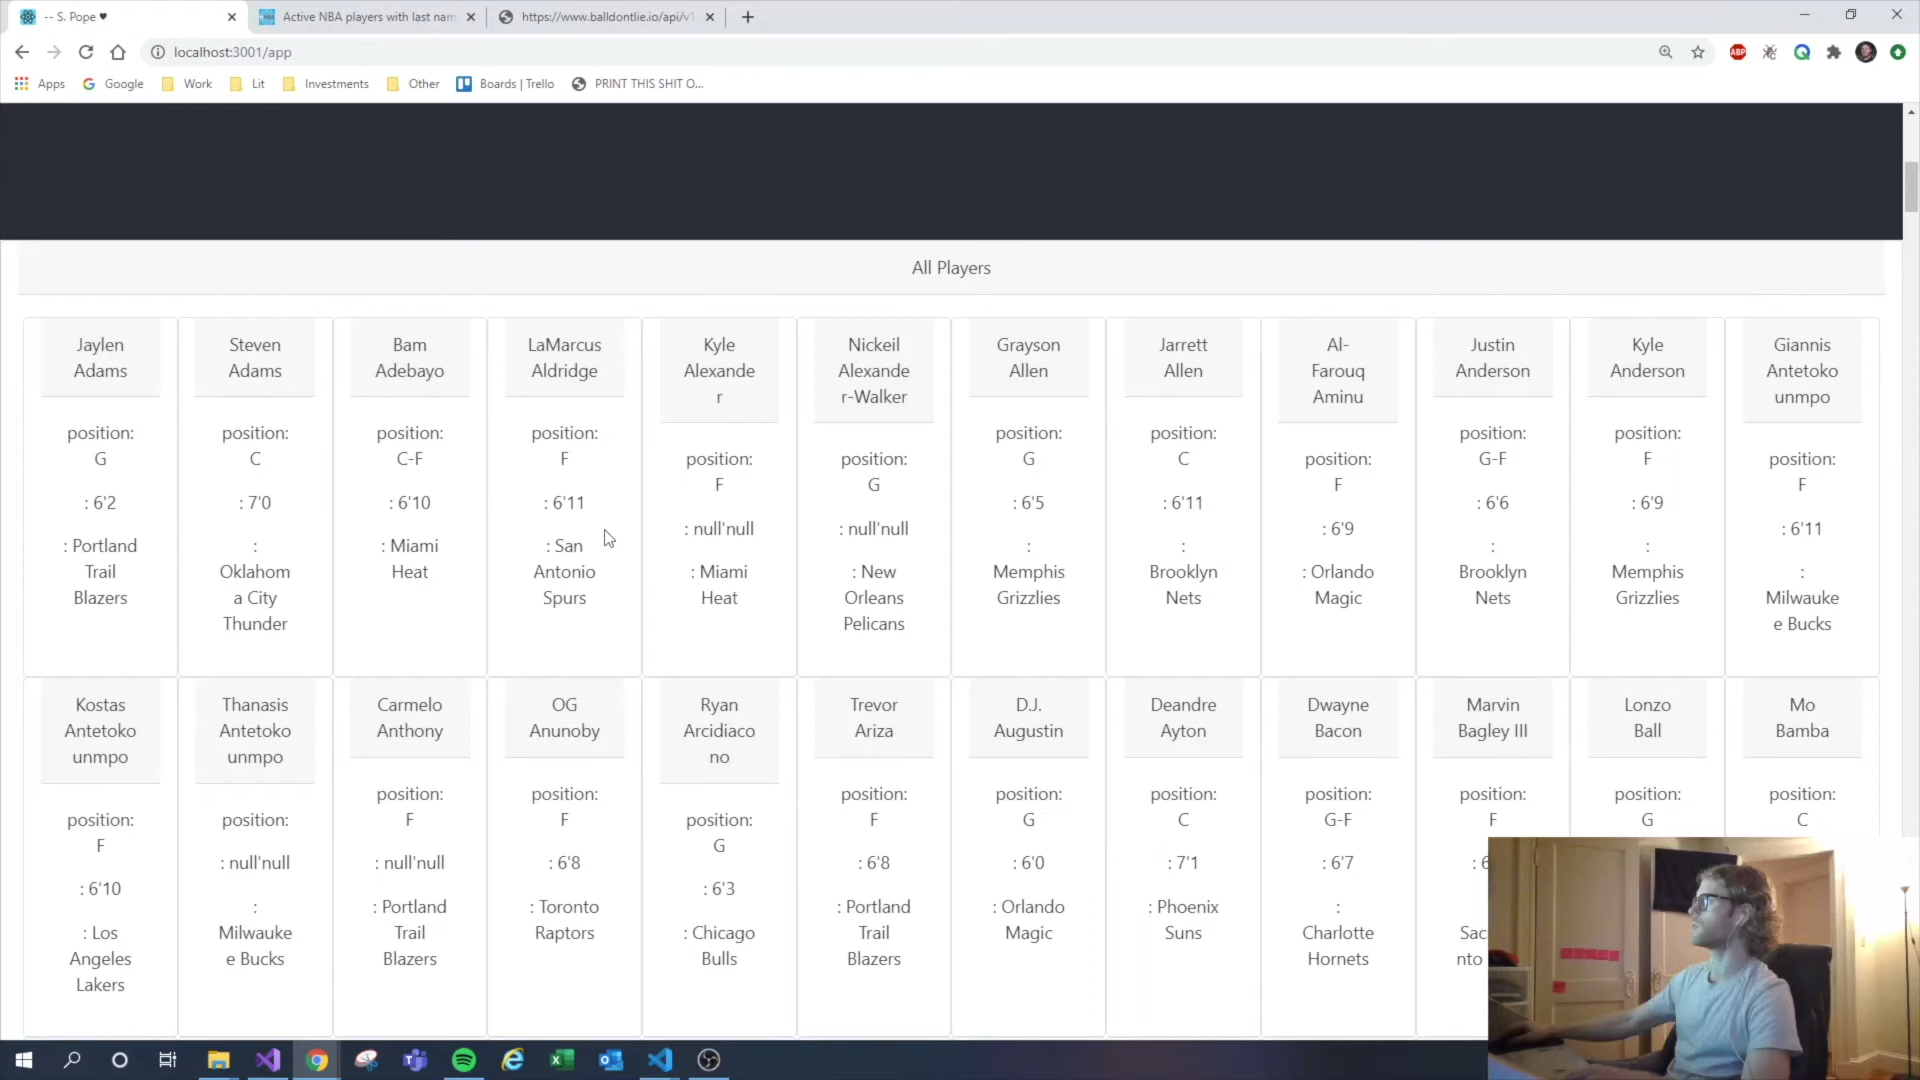 -- S. Pope ♥
Active NBA players with last nam
https://www.balldontlie.io/api/v1
localhost:3001/app
ABP
Apps
Google
Work
Lit
Investments
Other
Boards | Trello
PRINT THIS SHIT O...
All Players
Jaylen
Adams
position:
G
: 6'2
: Portland
Trail
Blazers
Steven
Adams
position:
C
: 7'0
:
Oklahom
a City
Thunder
Bam
Adebayo
position:
C-F
: 6'10
: Miami
Heat
LaMarcus
Aldridge
position:
F
: 6'11
: San
Antonio
Spurs
Kyle
Alexande
r
position:
F
: null'null
: Miami
Heat
Nickeil
Alexande
r-Walker
position:
G
: null'null
: New
Orleans
Pelicans
Grayson
Allen
position:
G
: 6'5
:
Memphis
Grizzlies
Jarrett
Allen
position:
C
: 6'11
:
Brooklyn
Nets
Al-
Farouq
Aminu
position:
F
: 6'9
: Orlando
Magic
Justin
Anderson
position:
G-F
: 6'6
:
Brooklyn
Nets
Kyle
Anderson
position:
F
: 6'9
:
Memphis
Grizzlies
Giannis
Antetoko
unmpo
position:
F
: 6'11
:
Milwauke
e Bucks
Kostas
Antetoko
unmpo
position:
F
: 6'10
: Los
Angeles
Lakers
Thanasis
Antetoko
unmpo
position:
: null'null
:
Milwauke
e Bucks
Carmelo
Anthony
position:
F
: null'null
: Portland
Trail
Blazers
OG
Anunoby
position:
F
: 6'8
: Toronto
Raptors
Ryan
Arcidiaco
no
position:
G
: 6'3
: Chicago
Bulls
Trevor
Ariza
position:
F
: 6'8
: Portland
Trail
Blazers
D.J.
Augustin
position:
G
: 6'0
: Orlando
Magic
Deandre
Ayton
position:
C
: 7'1
: Phoenix
Suns
Dwayne
Bacon
position:
G-F
: 6'7
:
Charlotte
Hornets
Marvin
Bagley III
position:
F
: 6
Sac
nto
Lonzo
Ball
position:
G
Mo
Bamba
position:
C